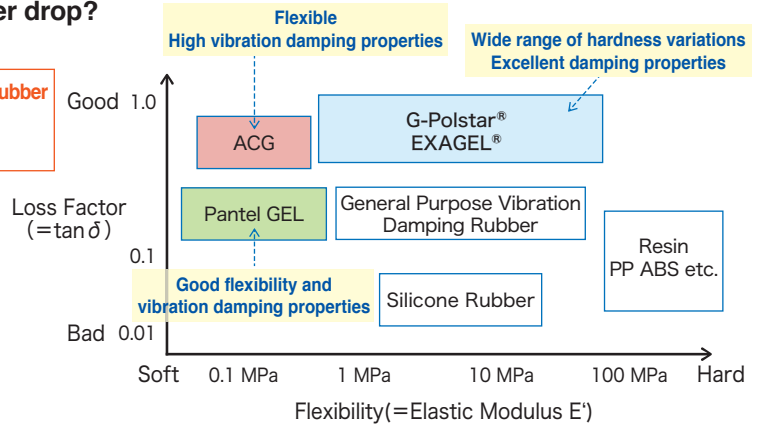 er drop?
Flexible
High vibration damping properties
Wide range of hardness variations
Excellent damping properties
ubber
Good 1.0
ACG
G-Polstar®
EXAGEL®
Loss Factor
(=tanδ)
Pantel GEL
General Purpose Vibration
Damping Rubber
Resin
PP ABS etc.
0.1
Good flexibility and
vibration damping properties
Silicone Rubber
Bad 0.01
Soft 0.1 MPa 1 MPa 10 MPa 100 MPa Hard
Flexibility(=Elastic Modulus E‘)